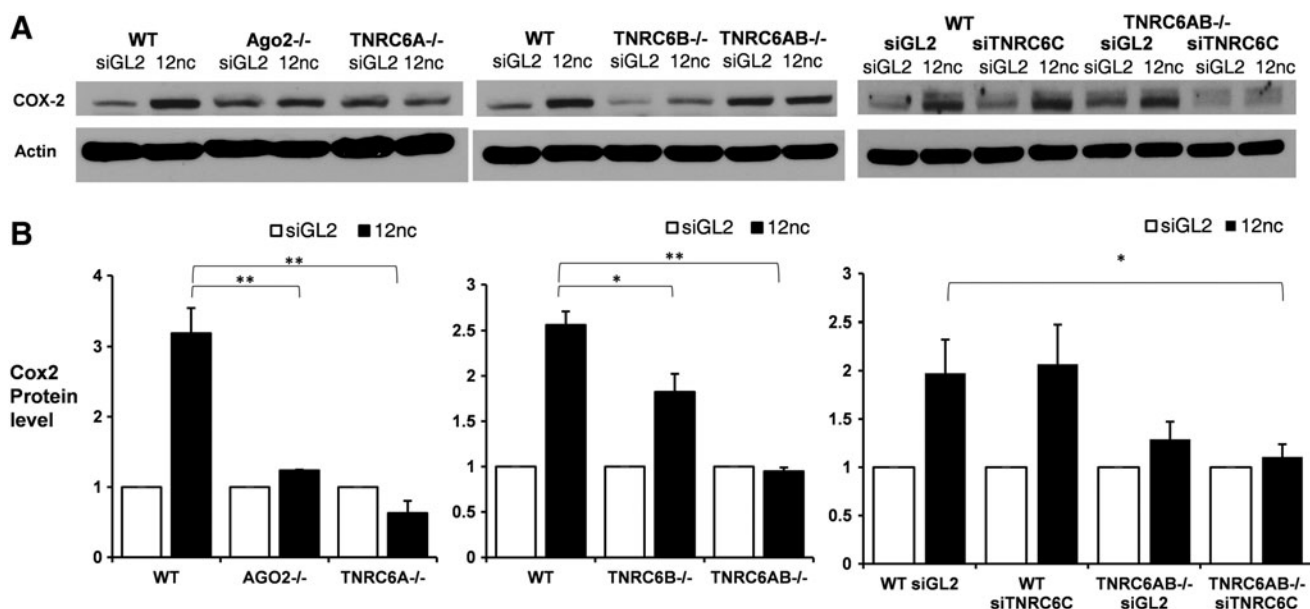 A
WT Ago2-/- TNRC6A-/-
siGL2 12nc siGL2 12nc siGL2 12nc
WT TNRC6B-/- TNRC6AB-/-
siGL2 12nc siGL2 12nc siGL2 12nc
WT TNRC6AB-/-
siGL2 siTNRC6C siGL2 siTNRC6C
siGL2 12nc siGL2 12nc siGL2 12nc siGL2 12nc
COX-2
Actin
B
Cox2
Protein
level
siGL2 12nc
**
**
4
3
2
1
0
WT AGO2-/- TNRC6A-/-
siGL2 12nc
**
*
3
2.5
2
1.5
1
0.5
0
WT TNRC6B-/- TNRC6AB-/-
siGL2 12nc
*
3
2.5
2
1.5
1
0.5
0
WT siGL2 WT TNRC6AB-/- TNRC6AB-/-
siTNRC6C siGL2 siTNRC6C